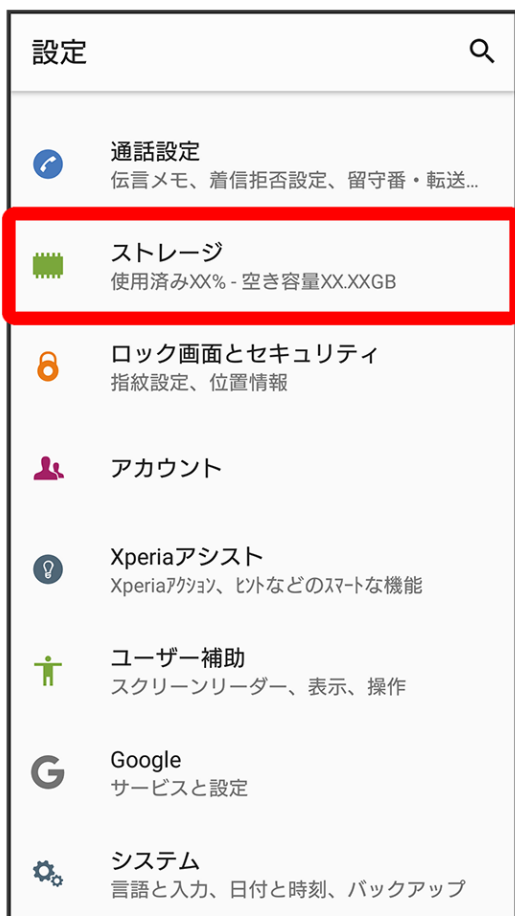 設定
通話設定
伝言メモ、着信拒否設定、留守番・転送...
ストレージ
使用済みXX% - 空き容量XX.XXGB
ロック画面とセキュリティ
指紋設定、位置情報
アカウント
Xperiaアシスト
Xperiaｱｸｼｮﾝ、ﾋﾝﾄなどのｽﾏｰﾄな機能
ユーザー補助
スクリーンリーダー、表示、操作
Google
サービスと設定
システム
言語と入力、日付と時刻、バックアップ